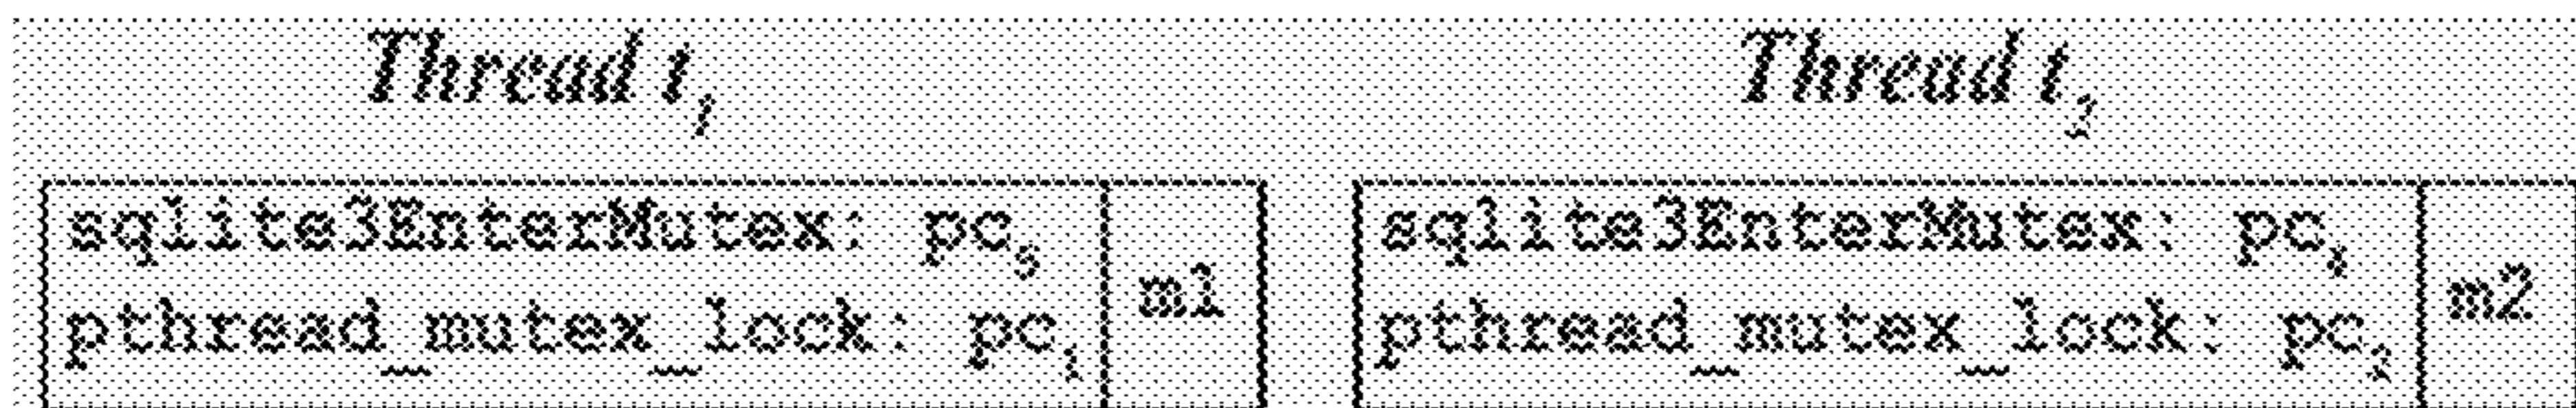 Thread t₁
Thread t₂
sqlite3EnterMutex: pc₅
pthread_mutex_lock: pc₁
m1
sqlite3EnterMutex: pc₄
pthread_mutex_lock: pc₂
m2